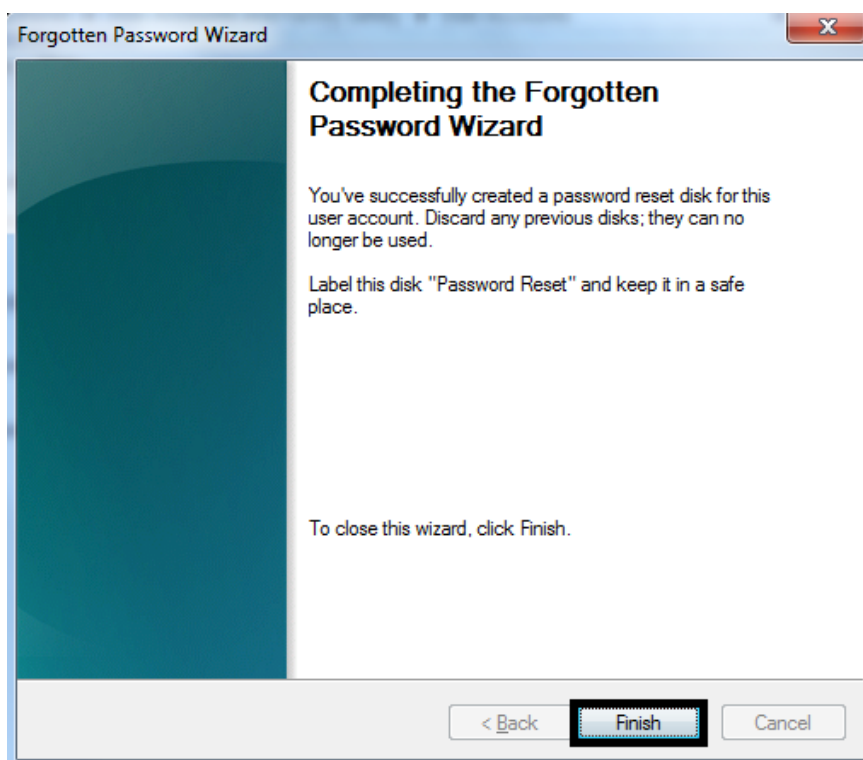 Forgotten Password Wizard
Completing the Forgotten
Password Wizard
You've successfully created a password reset disk for this
user account. Discard any previous disks; they can no
longer be used.
Label this disk "Password Reset" and keep it in a safe
place.
To close this wizard, click Finish.
< Back Finish Cancel